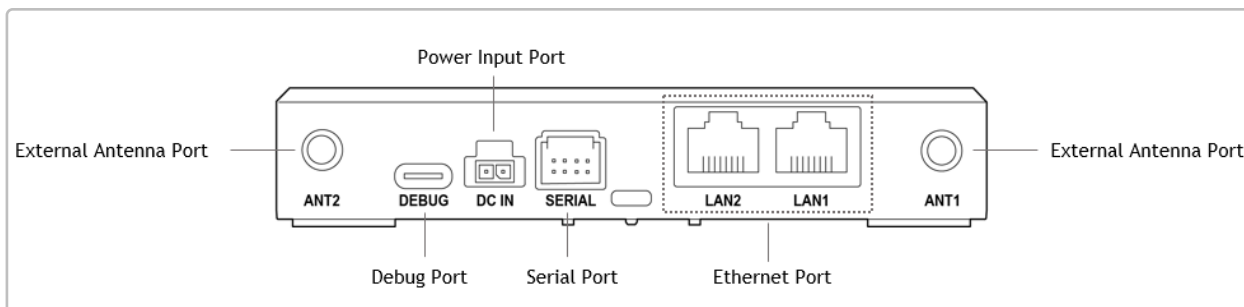 Power Input Port
External Antenna Port
External Antenna Port
ANT2
DEBUG
DC IN
SERIAL
LAN2
LAN1
ANT1
Debug Port
Serial Port
Ethernet Port